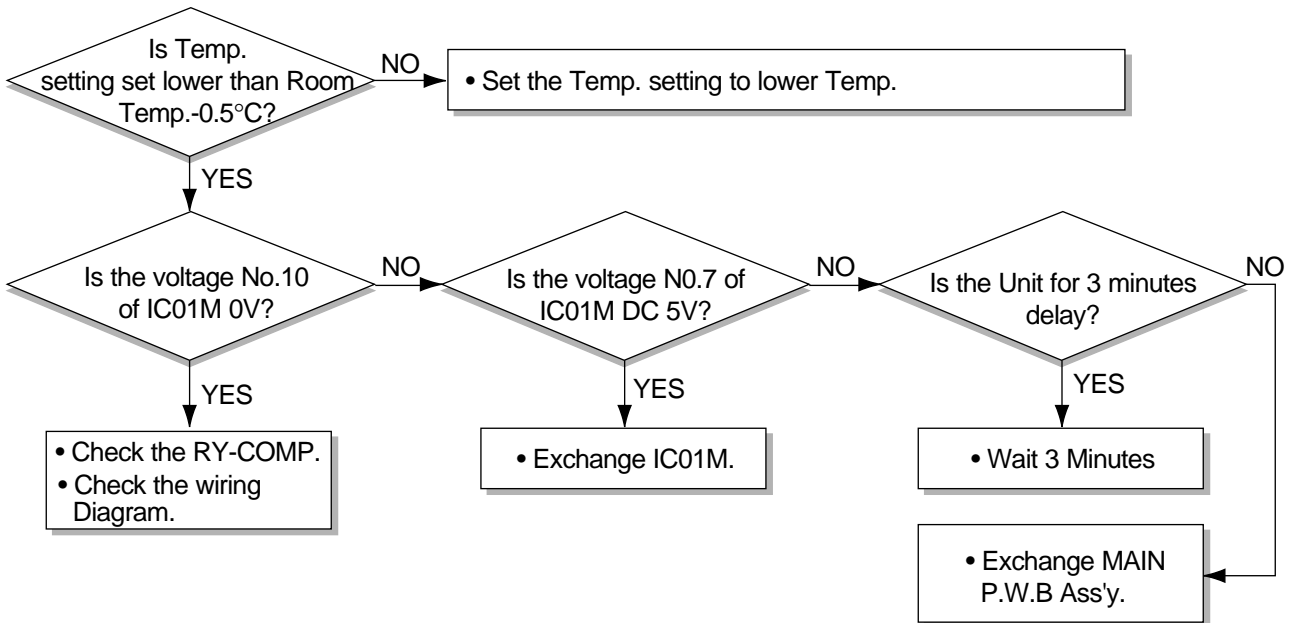 Is Temp.
setting set lower than Room
Temp.-0.5°C?
NO
• Set the Temp. setting to lower Temp.
YES
Is the voltage No.10
of IC01M 0V?
NO
Is the voltage N0.7 of
IC01M DC 5V?
NO
Is the Unit for 3 minutes
delay?
NO
YES
YES
YES
• Check the RY-COMP.
• Check the wiring
Diagram.
• Exchange IC01M.
• Wait 3 Minutes
• Exchange MAIN
P.W.B Ass'y.